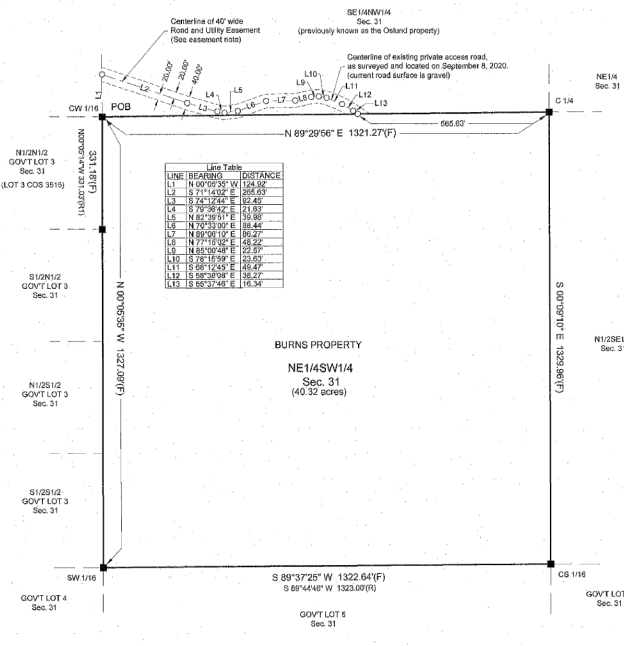 SE1/4NW1/4
Sec. 31
(previously known as the Oslund property)
Centerline of 40' wide
Road and Utility Easement
(See easement note)
Centerline of existing private access road,
as surveyed and located on September 8, 2020.
(current road surface is gravel)
NE1/4
Sec. 31
20.00'
20.00'
40.00'
L1
L2
L3
L4
L5
L6
L7
L8
L9
L10
L11
L12
L13
CW 1/16
POB
C 1/4
565.63'
N 89°29'56" E 1321.27'(F)
N1/2N1/2
GOV'T LOT 3
Sec. 31
(LOT 3 COS 3515)
331.18'(F)
N00°05'14"W 331.03'(R1)
Line Table
LINE BEARING DISTANCE
L1 N 00°05'35" W 124.92'
L2 S 71°14'02" E 265.63'
L3 S 74°12'44" E 92.45'
L4 S 79°36'42" E 21.63'
L5 N 82°39'51" E 39.98'
L6 N 70°33'00" E 88.44'
L7 N 89°06'10" E 86.27'
L8 N 77°15'02" E 48.22'
L9 N 85°00'48" E 22.57'
L10 S 78°15'59" E 23.63'
L11 S 66°12'45" E 49.47'
L12 S 58°38'08" E 38.27'
L13 S 55°37'46" E 16.34'
S1/2N1/2
GOV'T LOT 3
Sec. 31
N 00°05'35" W 1327.09'(F)
S 00°09'10" E 1329.96'(F)
BURNS PROPERTY
NE1/4SW1/4
Sec. 31
(40.32 acres)
N1/2SE1/
Sec. 3
N1/2S1/2
GOV'T LOT 3
Sec. 31
S1/2S1/2
GOV'T LOT 3
Sec. 31
SW 1/16
S 89°37'25" W 1322.64'(F)
S 89°44'46" W 1323.00'(R)
CS 1/16
GOV'T LOT 4
Sec. 31
GOV'T LOT 5
Sec. 31
GOV'T LOT
Sec. 31